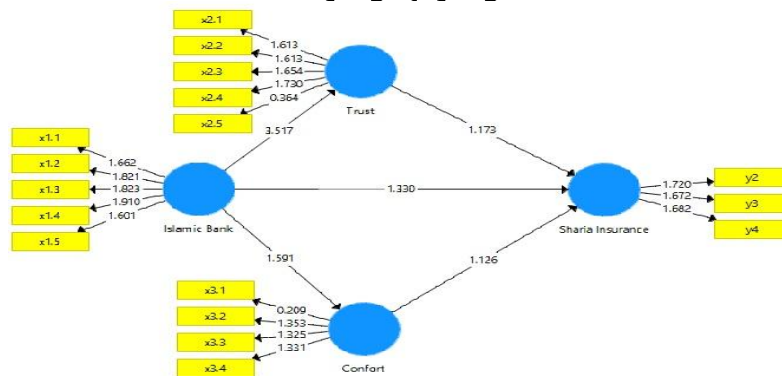 x2.1
x2.2
x2.3
x2.4
x2.5
1.613
1.613
1.654
1.730
0.364
Trust
3.517
1.173
x1.1
x1.2
x1.3
x1.4
x1.5
1.662
1.821
1.823
1.910
1.601
Islamic Bank
1.330
Sharia Insurance
1.720
1.672
1.682
y2
y3
y4
1.591
1.126
x3.1
x3.2
x3.3
x3.4
0.209
1.353
1.325
1.331
Confort